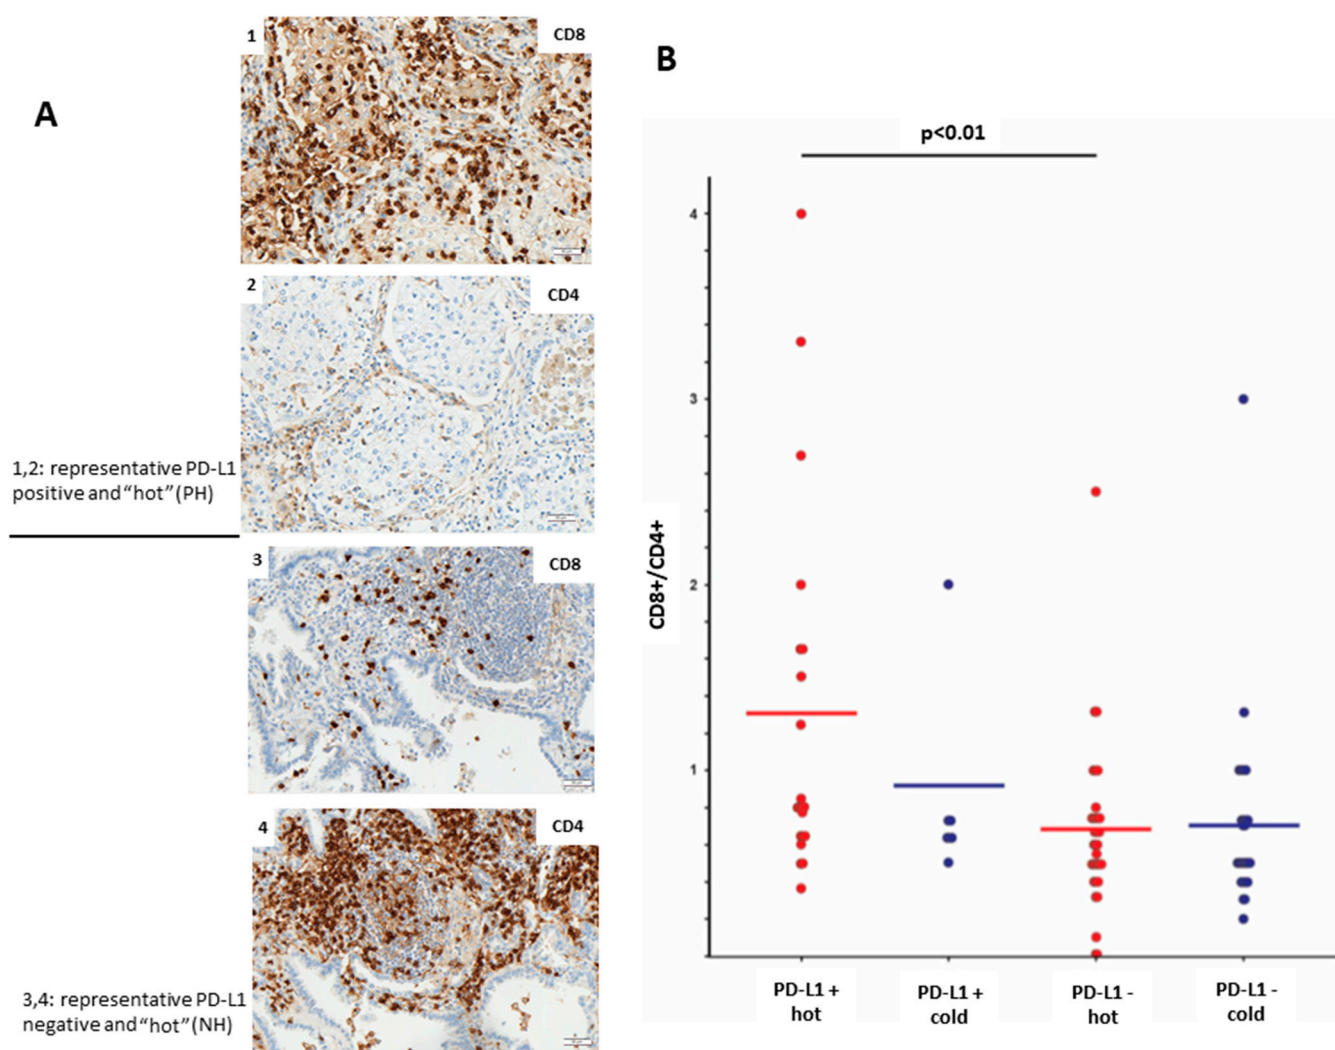 A
1
CD8
2
CD4
1,2: representative PD-L1
positive and “hot” (PH)
3
CD8
4
CD4
3,4: representative PD-L1
negative and “hot” (NH)
B
p<0.01
CD8+/CD4+
4
3
2
1
PD-L1 +
hot
PD-L1 +
cold
PD-L1 -
hot
PD-L1 -
cold